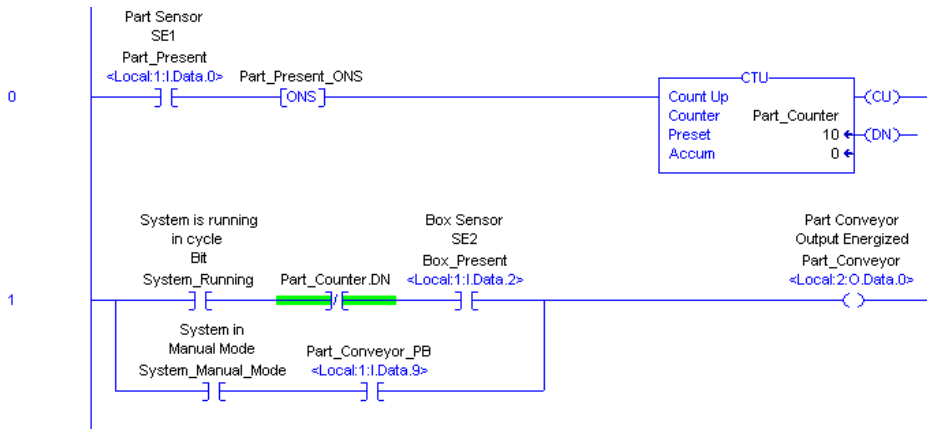 Part Sensor
SE1
Part_Present
<Local:1:I.Data.0>
Part_Present_ONS
0
ONS
CTU
Count Up
Counter Part_Counter
Preset 10
Accum 0
CU
DN
System is running
in cycle
Bit
System_Running
Part_Counter.DN
Box Sensor
SE2
Box_Present
<Local:1:I.Data.2>
Part Conveyor
Output Energized
Part_Conveyor
<Local:2:O.Data.0>
1
System in
Manual Mode
System_Manual_Mode
Part_Conveyor_PB
<Local:1:I.Data.9>